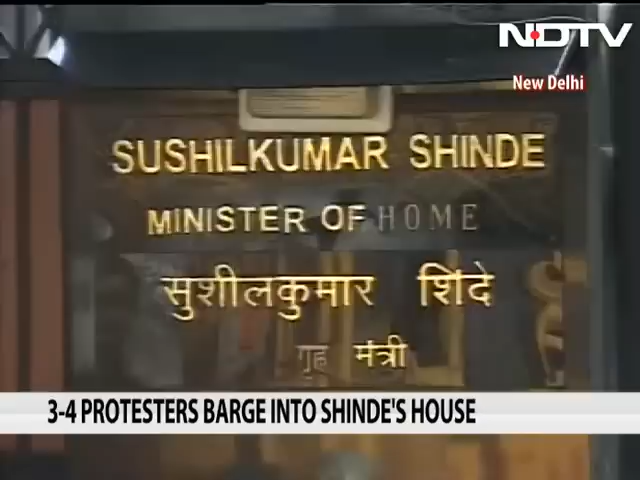 NDTV
New Delhi
SUSHILKUMAR SHINDE
MINISTER OF HOME
सुशीलकुमार शिंदे
गृह मंत्री
3-4 PROTESTERS BARGE INTO SHINDE'S HOUSE